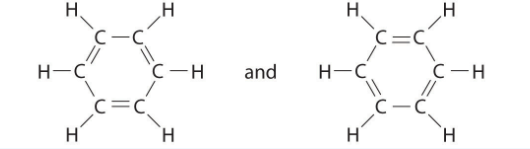 H H H H
C–C C=C
H–C C–H and H–C C–H
C=C C–C
H H H H